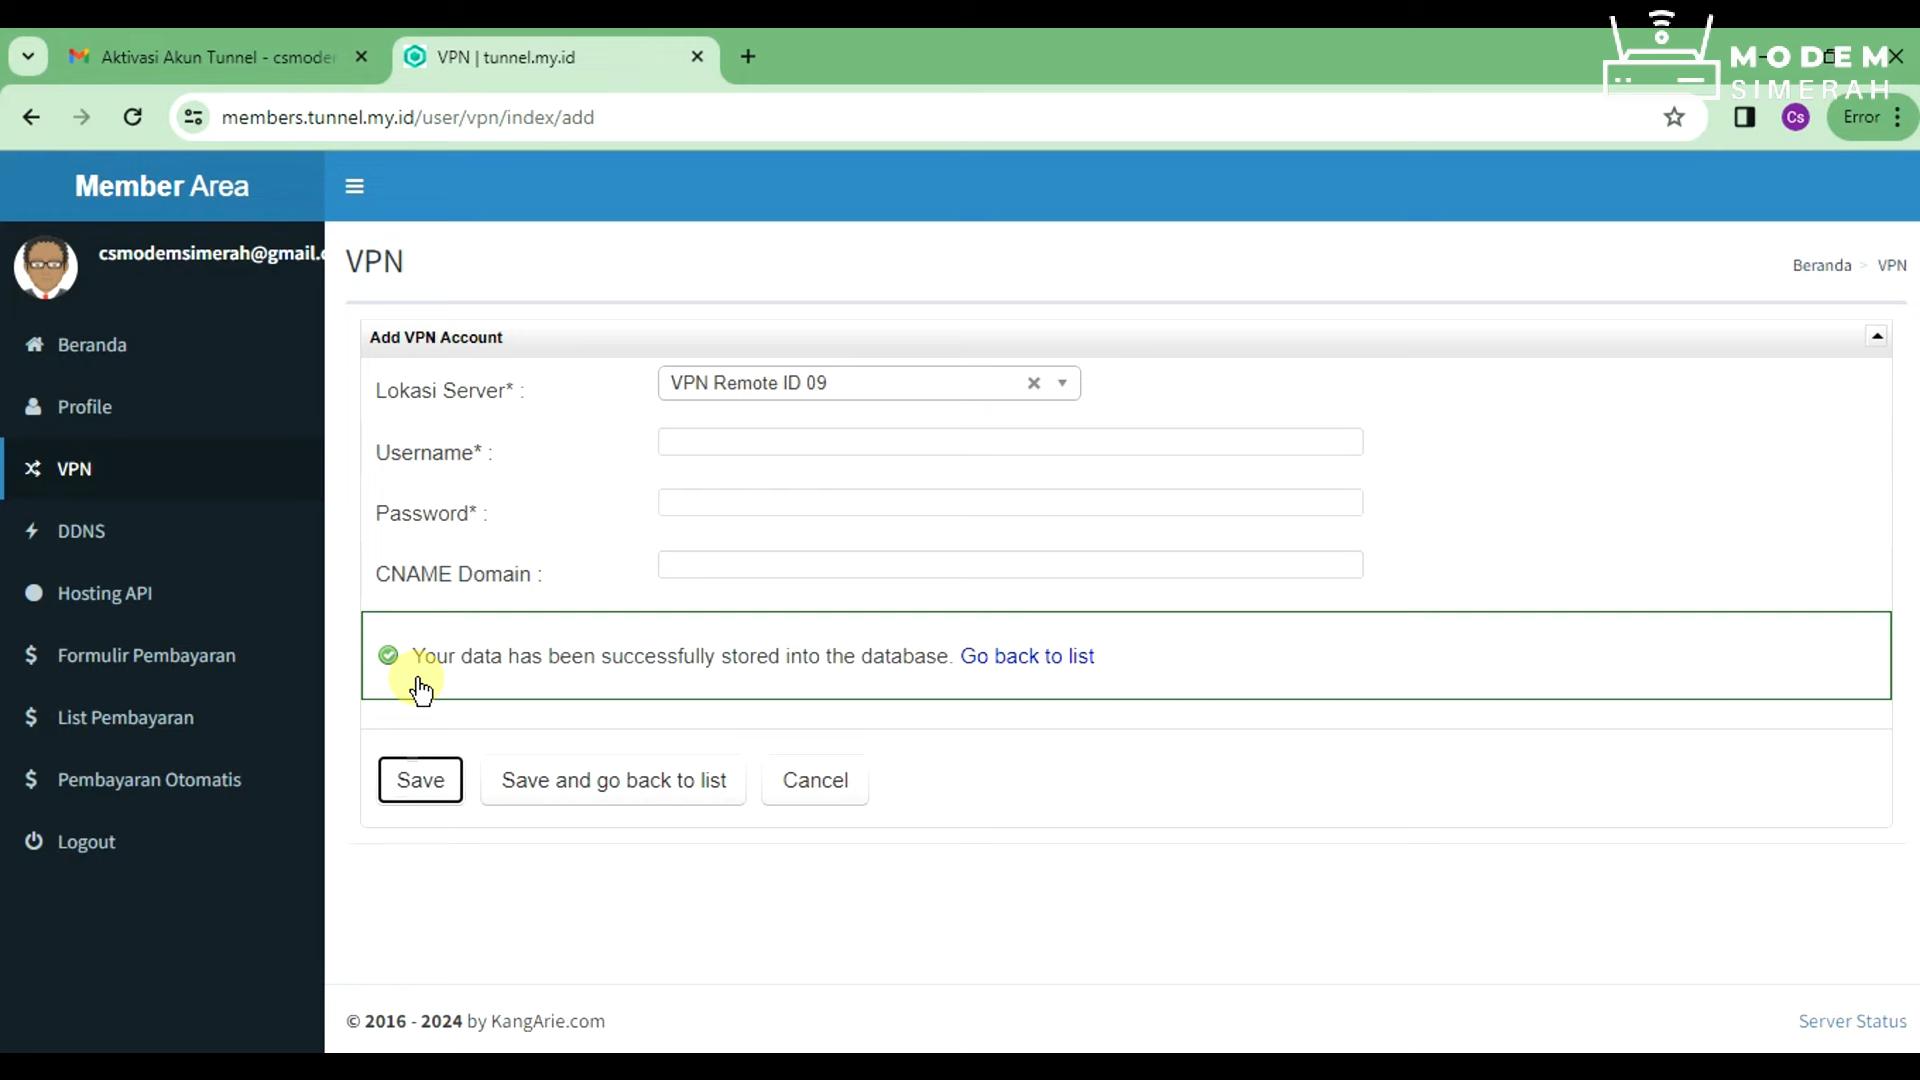 Aktivasi Akun Tunnel - csmoder
VPN | tunnel.my.id
MODEM
SIMERAH
members.tunnel.my.id/user/vpn/index/add
Cs
Error
Member Area
csmodemsimerah@gmail.c
VPN
Beranda > VPN
Beranda
Profile
VPN
DDNS
Hosting API
Formulir Pembayaran
List Pembayaran
Pembayaran Otomatis
Logout
Add VPN Account
Lokasi Server* :
VPN Remote ID 09
Username* :
Password* :
CNAME Domain :
Your data has been successfully stored into the database. Go back to list
Save
Save and go back to list
Cancel
© 2016 - 2024 by KangArie.com
Server Status